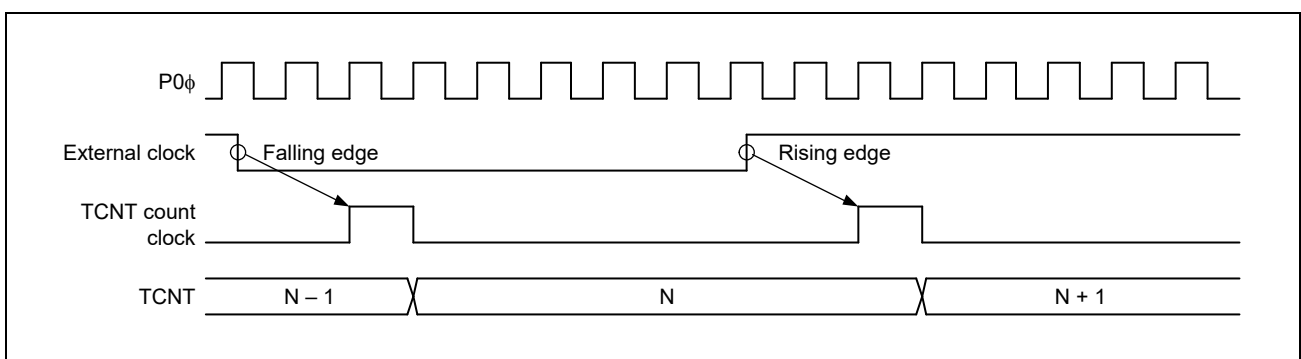 P0ϕ
External clock
Falling edge
Rising edge
TCNT count
clock
TCNT
N – 1
N
N + 1